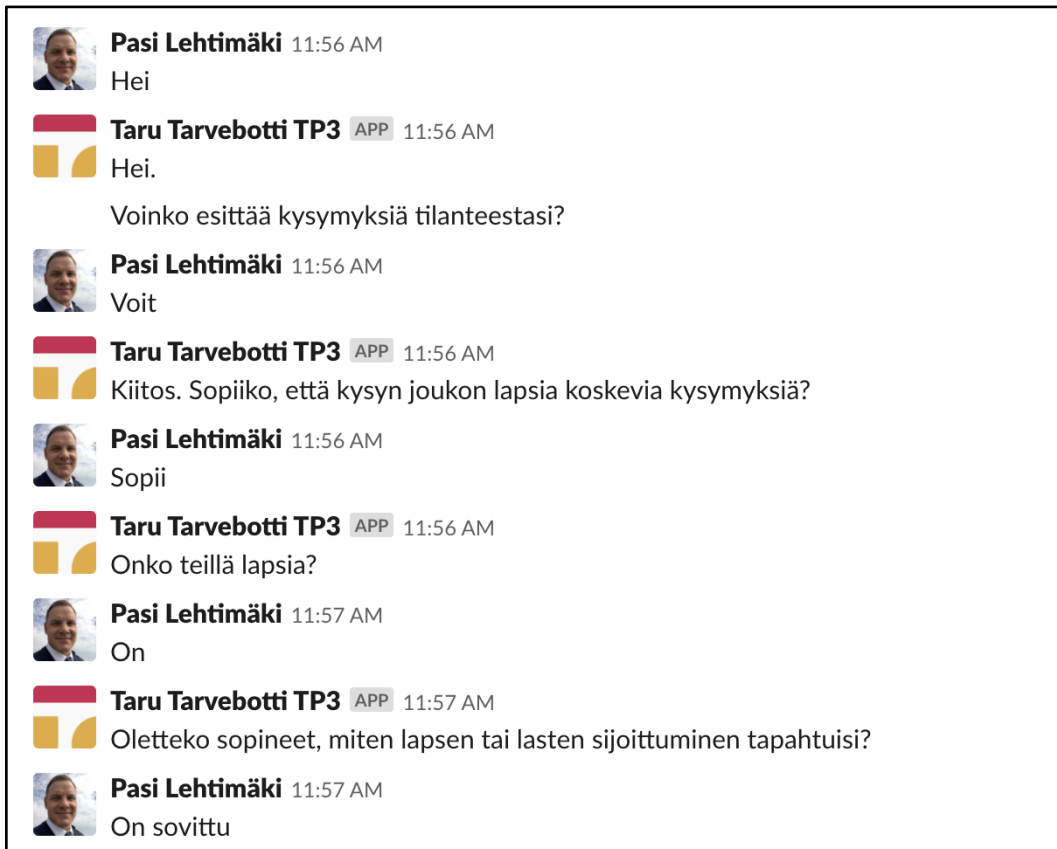 Pasi Lehtimäki 11:56 AM
Hei
Taru Tarvebotti TP3 APP 11:56 AM
Hei.
Voinko esittää kysymyksiä tilanteestasi?
Pasi Lehtimäki 11:56 AM
Voit
Taru Tarvebotti TP3 APP 11:56 AM
Kiitos. Sopiiko, että kysyn joukon lapsia koskevia kysymyksiä?
Pasi Lehtimäki 11:56 AM
Sopii
Taru Tarvebotti TP3 APP 11:56 AM
Onko teillä lapsia?
Pasi Lehtimäki 11:57 AM
On
Taru Tarvebotti TP3 APP 11:57 AM
Oletteko sopineet, miten lapsen tai lasten sijoittuminen tapahtuisi?
Pasi Lehtimäki 11:57 AM
On sovittu